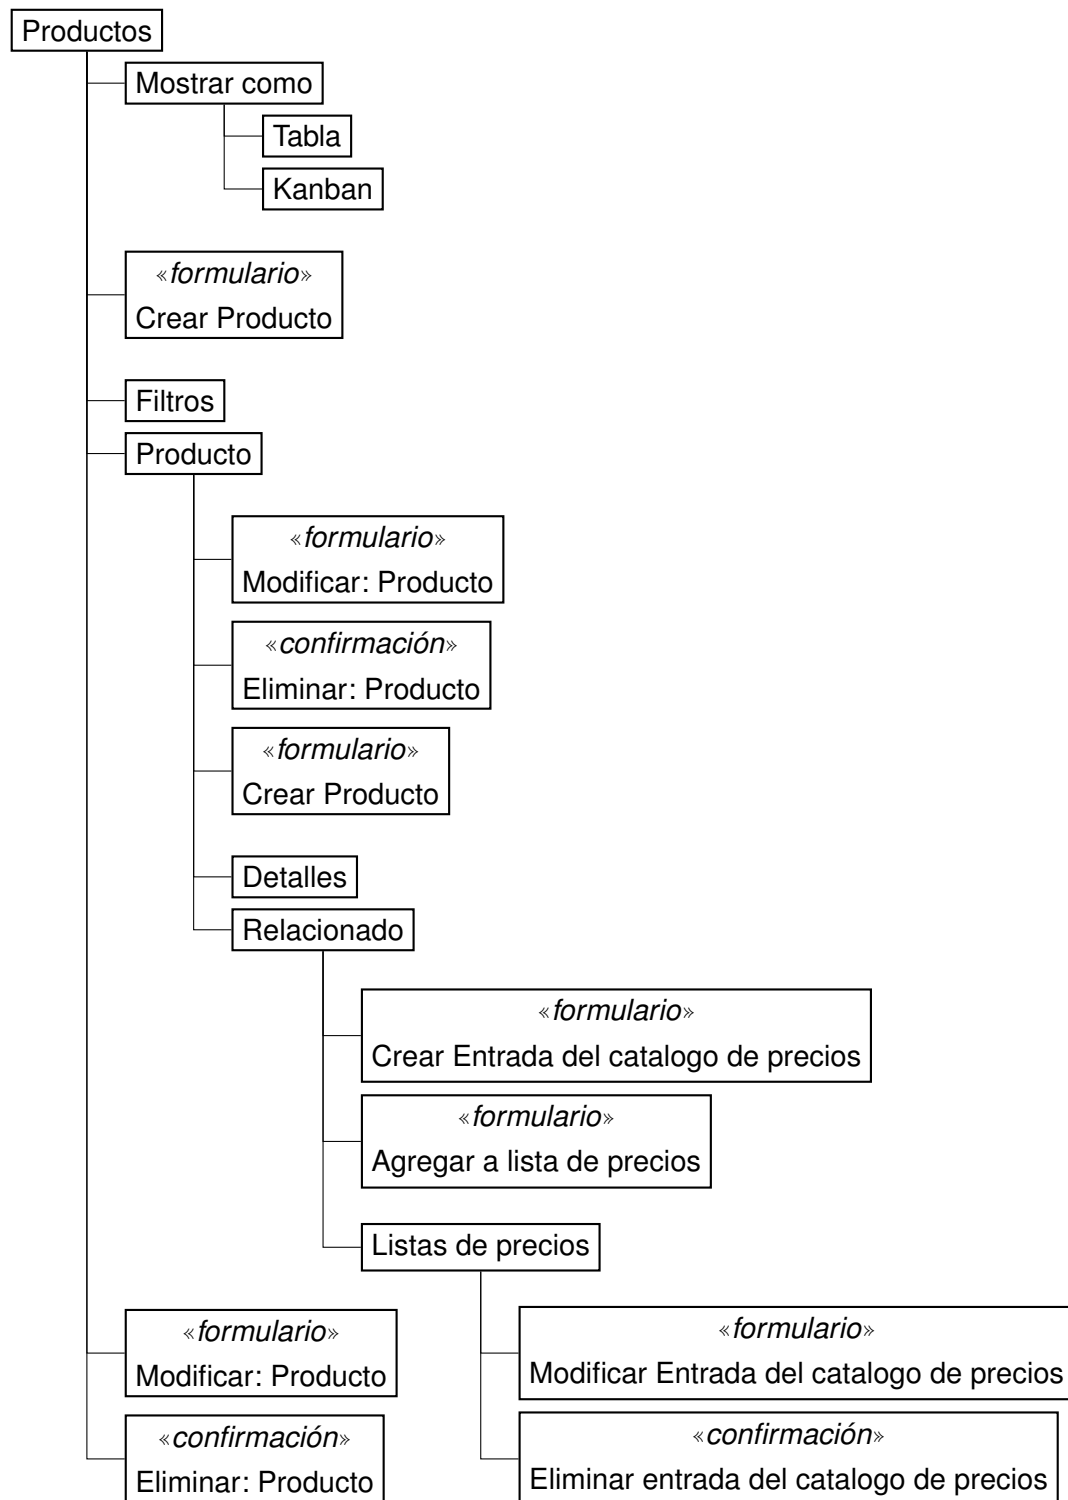 Productos
Mostrar como
Tabla
Kanban
«formulario»
Crear Producto
Filtros
Producto
«formulario»
Modificar: Producto
«confirmación»
Eliminar: Producto
«formulario»
Crear Producto
Detalles
Relacionado
«formulario»
Crear Entrada del catalogo de precios
«formulario»
Agregar a lista de precios
Listas de precios
«formulario»
Modificar Entrada del catalogo de precios
«confirmación»
Eliminar entrada del catalogo de precios
«formulario»
Modificar: Producto
«confirmación»
Eliminar: Producto